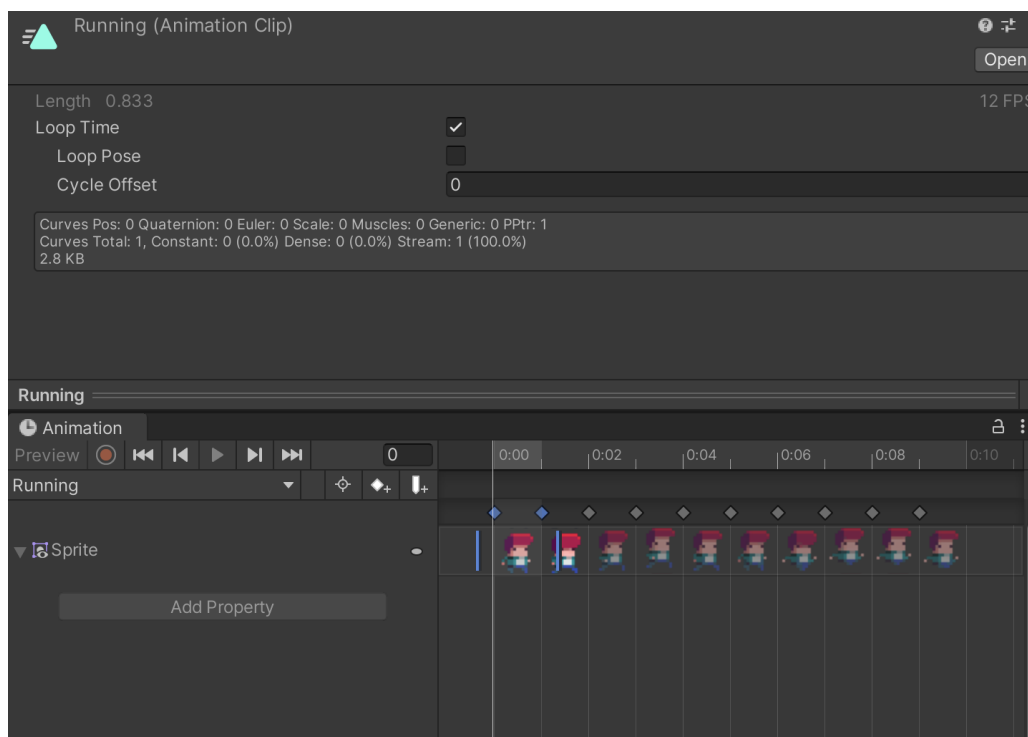 Running (Animation Clip)
Open
Length 0.833
12 FPS
Loop Time
Loop Pose
Cycle Offset
0
Curves Pos: 0 Quaternion: 0 Euler: 0 Scale: 0 Muscles: 0 Generic: 0 PPtr: 1
Curves Total: 1, Constant: 0 (0.0%) Dense: 0 (0.0%) Stream: 1 (100.0%)
2.8 KB
Running
Animation
Preview 0 0:00 0:02 0:04 0:06 0:08 0:10
Running
Sprite
Add Property